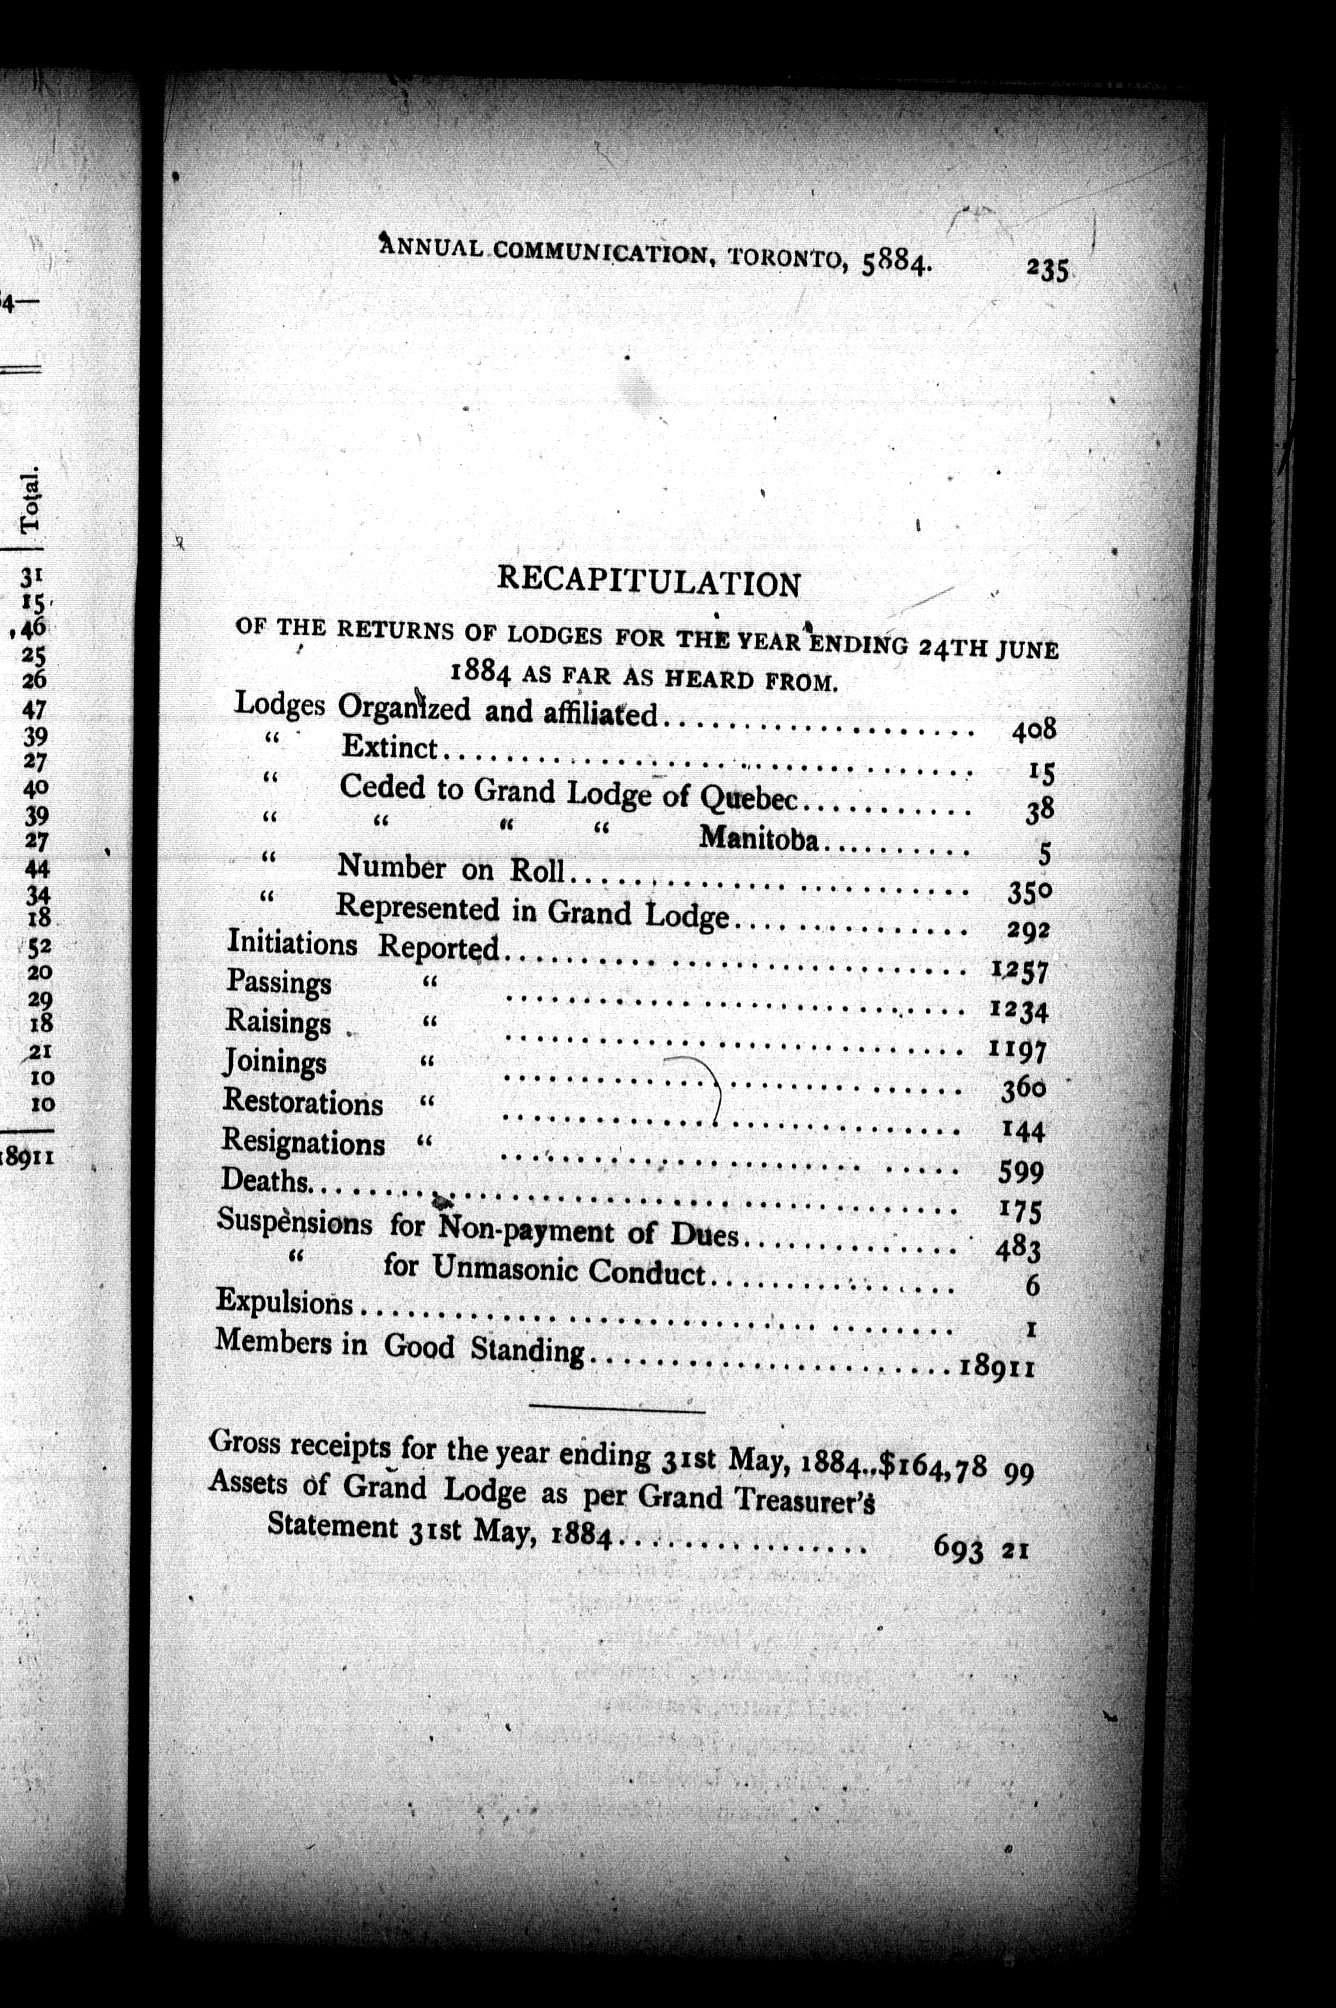 4—
Total.
31
15
46
25
26
47
39
27
40
39
27
44
34
18
52
20
29
18
21
10
10
18911
ANNUAL COMMUNICATION, TORONTO, 5884. 235
RECAPITULATION
OF THE RETURNS OF LODGES FOR THE YEAR ENDING 24TH JUNE
1884 AS FAR AS HEARD FROM.
Lodges Organized and affiliated.................... 408
“ Extinct.................................. 15
“ Ceded to Grand Lodge of Quebec........... 38
“ “ “ “ Manitoba.......... 5
“ Number on Roll.......................... 350
“ Represented in Grand Lodge............... 292
Initiations Reported.............................. 1257
Passings “ .............................. 1234
Raisings “ .............................. 1197
Joinings “ .............................. 360
Restorations “ .............................. 144
Resignations “ ............................. 599
Deaths.......................................... 175
Suspensions for Non-payment of Dues.............. 483
“ for Unmasonic Conduct................ 6
Expulsions...................................... 1
Members in Good Standing.......................18911
Gross receipts for the year ending 31st May, 1884..$164,78 99
Assets of Grand Lodge as per Grand Treasurer's
Statement 31st May, 1884................ 693 21